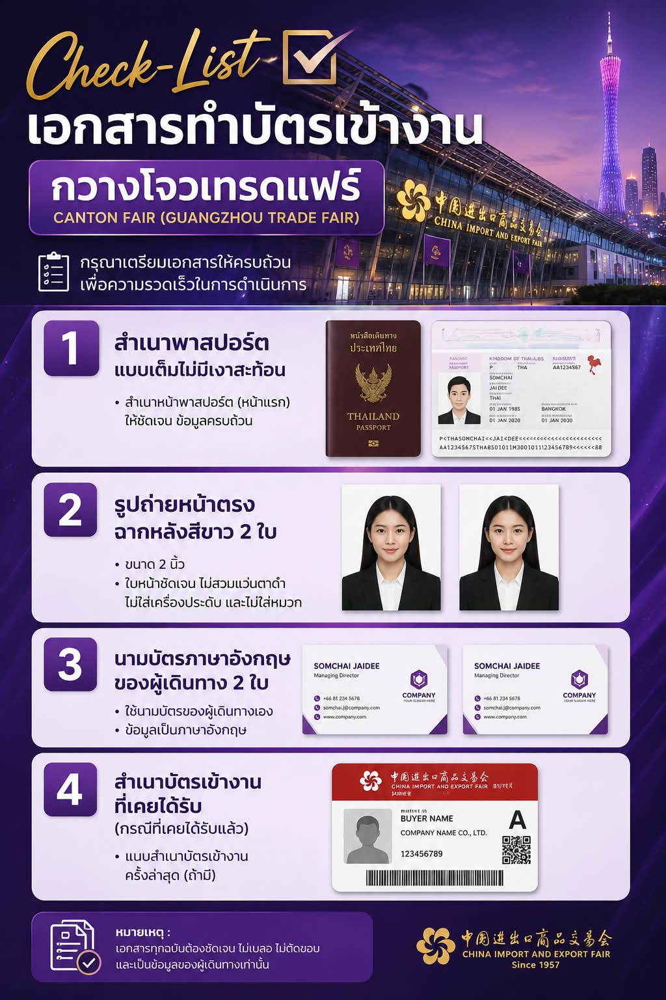 Check-List
เอกสารทำบัตรเข้างาน
กวางโจวเทรดแฟร์
CANTON FAIR (GUANGZHOU TRADE FAIR)
中国进出口商品交易会
CHINA IMPORT AND EXPORT FAIR
กรุณาเตรียมเอกสารให้ครบถ้วน
เพื่อความรวดเร็วในการดำเนินการ
1
สำเนาพาสปอร์ต
แบบเต็มไม่มีเงาสะท้อน
• สำเนาหน้าพาสปอร์ต (หน้าแรก)
ให้ชัดเจน ข้อมูลครบถ้วน
หนังสือเดินทาง
ประเทศไทย
THAILAND
PASSPORT
KINGDOM OF
PASSPORT
P THA AA1234567
SOMCHAI
JAIDEE
THAI
01 JAN 1985 BANGKOK
01 JAN 2020 01 JAN 2030
P<THASOMCHAI<<JAI<DEE<<<<<<<<<<<<<<<<<<<<<<<
AA1234567STHA8501011M3001011123456789<<<<<<88
2
รูปถ่ายหน้าตรง
ฉากหลังสีขาว 2 ใบ
• ขนาด 2 นิ้ว
• ใบหน้าชัดเจน ไม่สวมแว่นตาดำ
ไม่ใส่เครื่องประดับ และไม่ใส่หมวก
3
นามบัตรภาษาอังกฤษ
ของผู้เดินทาง 2 ใบ
• ใช้นามบัตรของผู้เดินทางเอง
• ข้อมูลเป็นภาษาอังกฤษ
SOMCHAI JAIDEE
Managing Director
+66 81 234 5678
somchai.j@company.com
www.company.com
COMPANY
YOUR SLOGAN HERE
SOMCHAI JAIDEE
Managing Director
+66 81 234 5678
somchai.j@company.com
www.company.com
COMPANY
YOUR SLOGAN HERE
4
สำเนาบัตรเข้างาน
ที่เคยได้รับ
(กรณีที่เคยได้รับแล้ว)
• แนบสำเนาบัตรเข้างาน
ครั้งล่าสุด (ถ้ามี)
中国进出口商品交易会
CHINA IMPORT AND EXPORT FAIR
BUYER NAME
COMPANY NAME CO., LTD.
123456789
A
หมายเหตุ :
เอกสารทุกฉบับต้องชัดเจน ไม่เบลอ ไม่ตัดขอบ
และเป็นข้อมูลของผู้เดินทางเท่านั้น
中国进出口商品交易会
CHINA IMPORT AND EXPORT FAIR
Since 1957